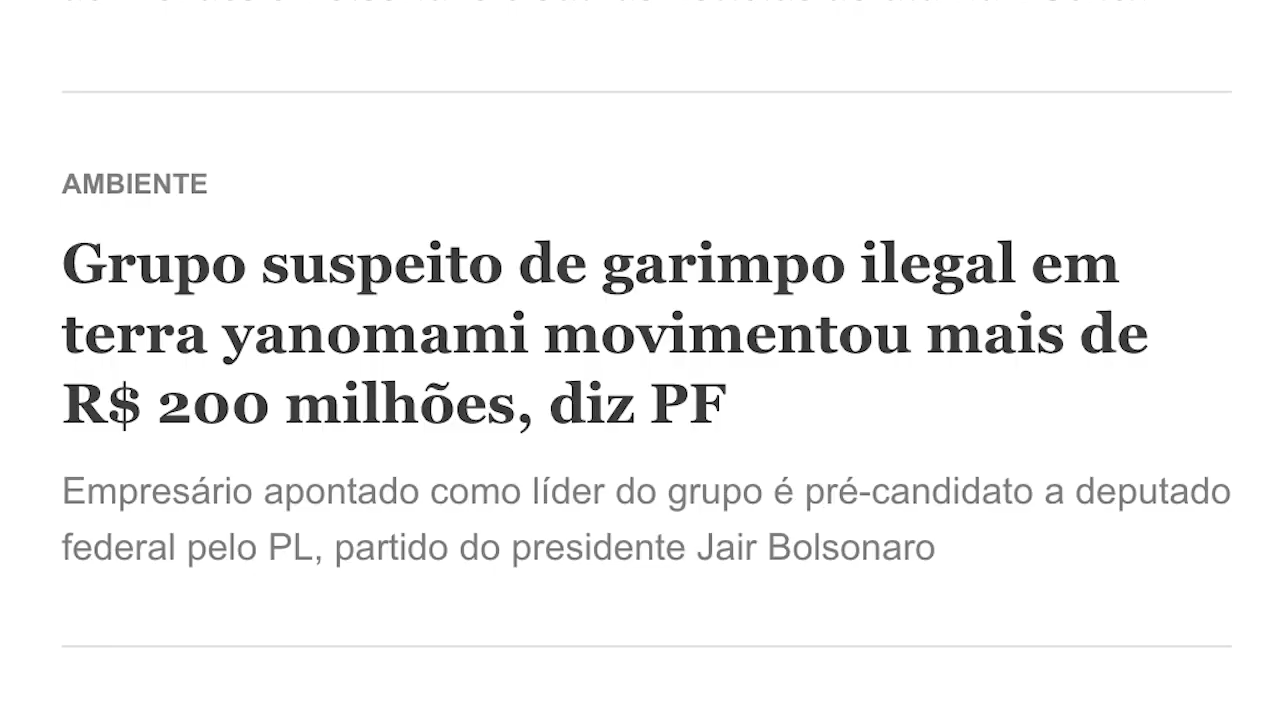 AMBIENTE
Grupo suspeito de garimpo ilegal em
terra yanomami movimentou mais de
R$ 200 milhões, diz PF
Empresário apontado como líder do grupo é pré-candidato a deputado
federal pelo PL, partido do presidente Jair Bolsonaro